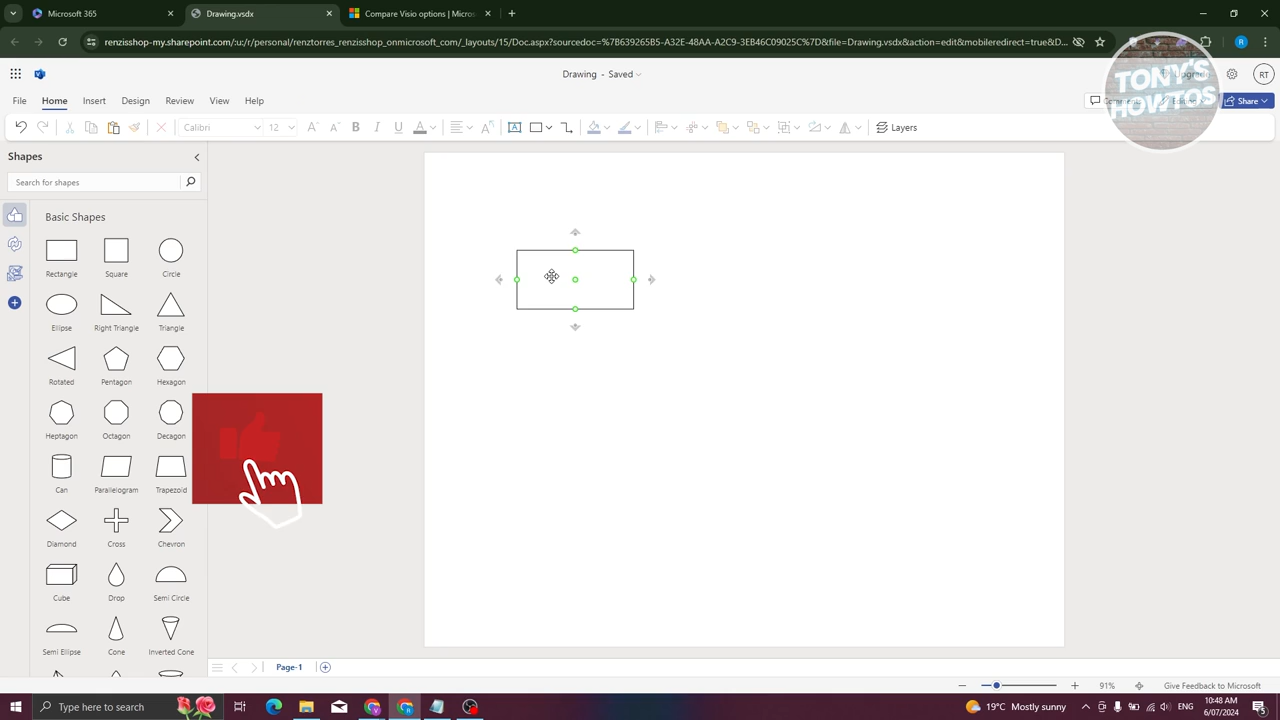 Microsoft 365
Drawing.vsdx
Compare Visio options | Micros
renzisshop-my.sharepoint.com/:u:/r/personal/renztorres_renzisshop_onmicrosoft_com/_layouts/15/Doc.aspx?sourcedoc=%7B639265B5-A32E-48AA-A2C9-3EB46C09025C%7D&file=Drawing.vsdx&action=edit&mobileredirect=true&D...
R
Drawing - Saved
RT
File Home Insert Design Review View Help
Share
TONY'S
HOWTOS
Calibri 12 A A B I U A Layers
Shapes
Search for shapes
Basic Shapes
Rectangle Square Circle
Ellipse Right Triangle Triangle
Rotated Pentagon Hexagon
Heptagon Octagon Decagon
Can Parallelogram Trapezoid
Diamond Cross Chevron
Cube Drop Semi Circle
Semi Ellipse Cone Inverted Cone
Page-1
91% Give Feedback to Microsoft
Type here to search
19°C Mostly sunny
ENG
10:48 AM
6/07/2024